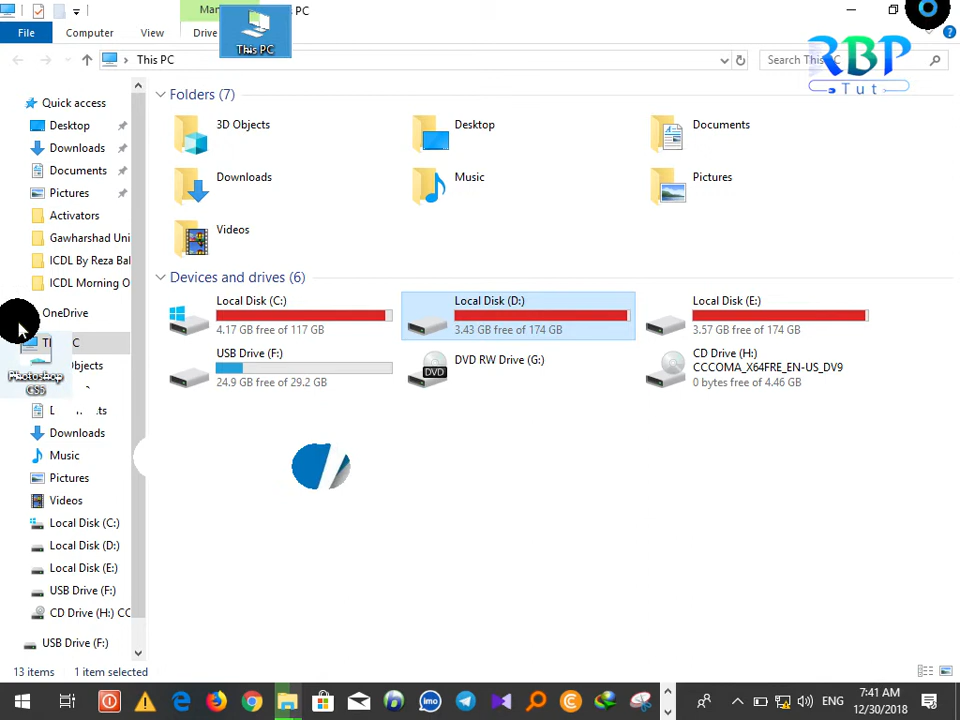 Man
This PC
PC
File
Computer
View
Drive
This PC
Search This PC
RBP
Tut
Quick access
Desktop
Downloads
Documents
Pictures
Activators
Gawharshad Uni
ICDL By Reza Bal
ICDL Morning O
OneDrive
Photoshop
CS5
Downloads
Music
Pictures
Videos
Local Disk (C:)
Local Disk (D:)
Local Disk (E:)
USB Drive (F:)
CD Drive (H:) CC
USB Drive (F:)
Folders (7)
3D Objects
Desktop
Documents
Downloads
Music
Pictures
Videos
Devices and drives (6)
Local Disk (C:)
4.17 GB free of 117 GB
Local Disk (D:)
3.43 GB free of 174 GB
Local Disk (E:)
3.57 GB free of 174 GB
USB Drive (F:)
24.9 GB free of 29.2 GB
DVD RW Drive (G:)
DVD
CD Drive (H:)
CCCOMA_X64FRE_EN-US_DV9
0 bytes free of 4.46 GB
13 items
1 item selected
imo
ENG
7:41 AM
12/30/2018